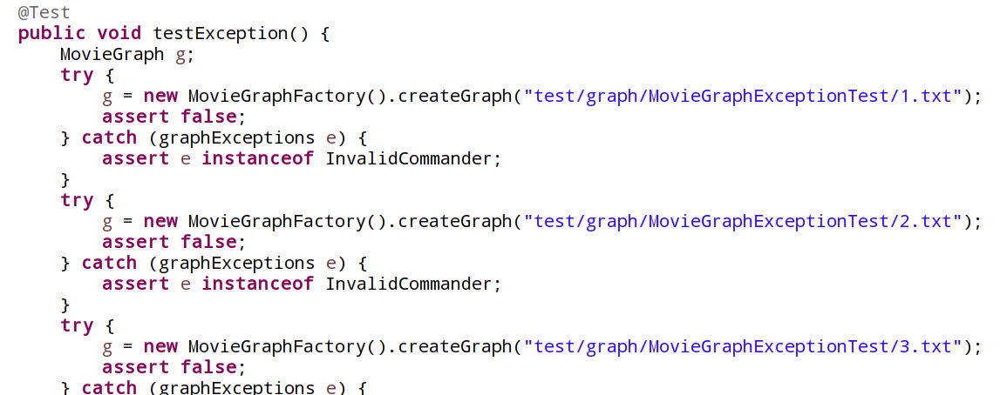 @Test
public void testException() {
MovieGraph g;
try {
g = new MovieGraphFactory().createGraph("test/graph/MovieGraphExceptionTest/1.txt");
assert false;
} catch (graphExceptions e) {
assert e instanceof InvalidCommander;
}
try {
g = new MovieGraphFactory().createGraph("test/graph/MovieGraphExceptionTest/2.txt");
assert false;
} catch (graphExceptions e) {
assert e instanceof InvalidCommander;
}
try {
g = new MovieGraphFactory().createGraph("test/graph/MovieGraphExceptionTest/3.txt");
assert false;
} catch (graphExceptions e) {